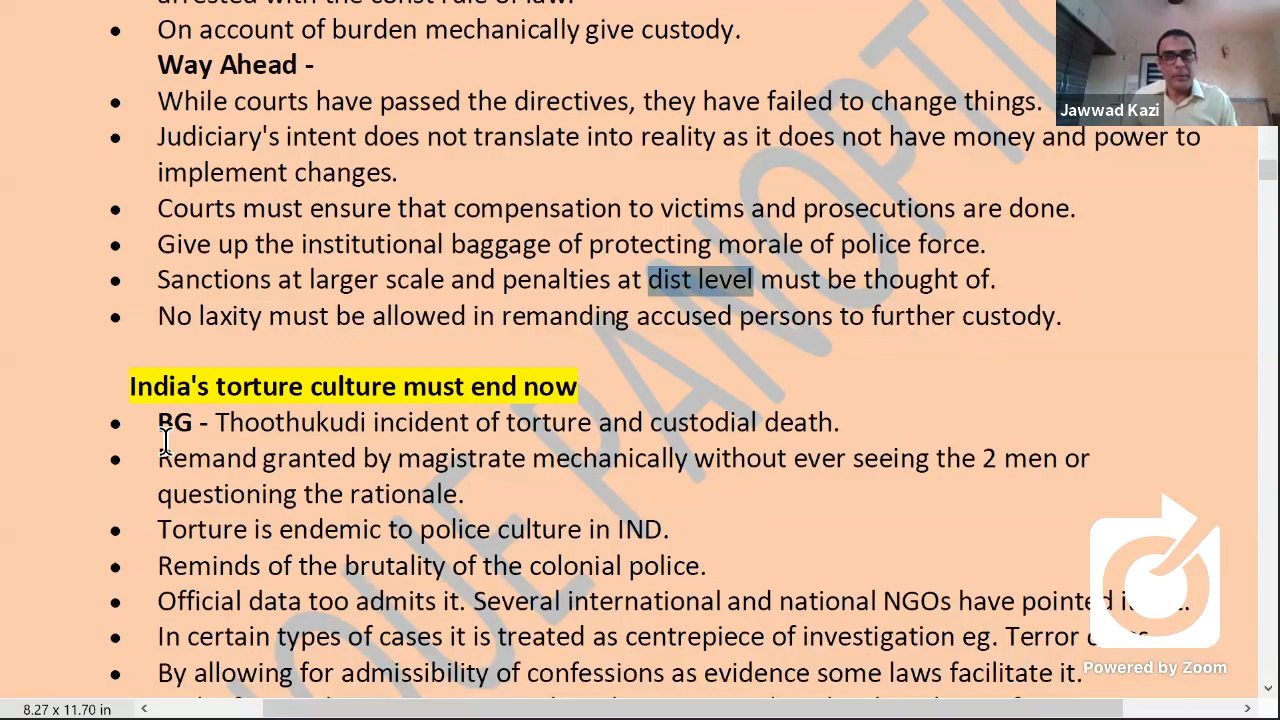 arrested with the const rule of law.
On account of burden mechanically give custody.
Way Ahead -
While courts have passed the directives, they have failed to change things.
Jawwad Kazi
Judiciary's intent does not translate into reality as it does not have money and power to
implement changes.
Courts must ensure that compensation to victims and prosecutions are done.
Give up the institutional baggage of protecting morale of police force.
Sanctions at larger scale and penalties at dist level must be thought of.
No laxity must be allowed in remanding accused persons to further custody.
India's torture culture must end now
BG - Thoothukudi incident of torture and custodial death.
Remand granted by magistrate mechanically without ever seeing the 2 men or
questioning the rationale.
Torture is endemic to police culture in IND.
Reminds of the brutality of the colonial police.
Official data too admits it. Several international and national NGOs have pointed
In certain types of cases it is treated as centrepiece of investigation eg. Terror
By allowing for admissibility of confessions as evidence some laws facilitate it.
Powered by Zoom
8.27 x 11.70 in